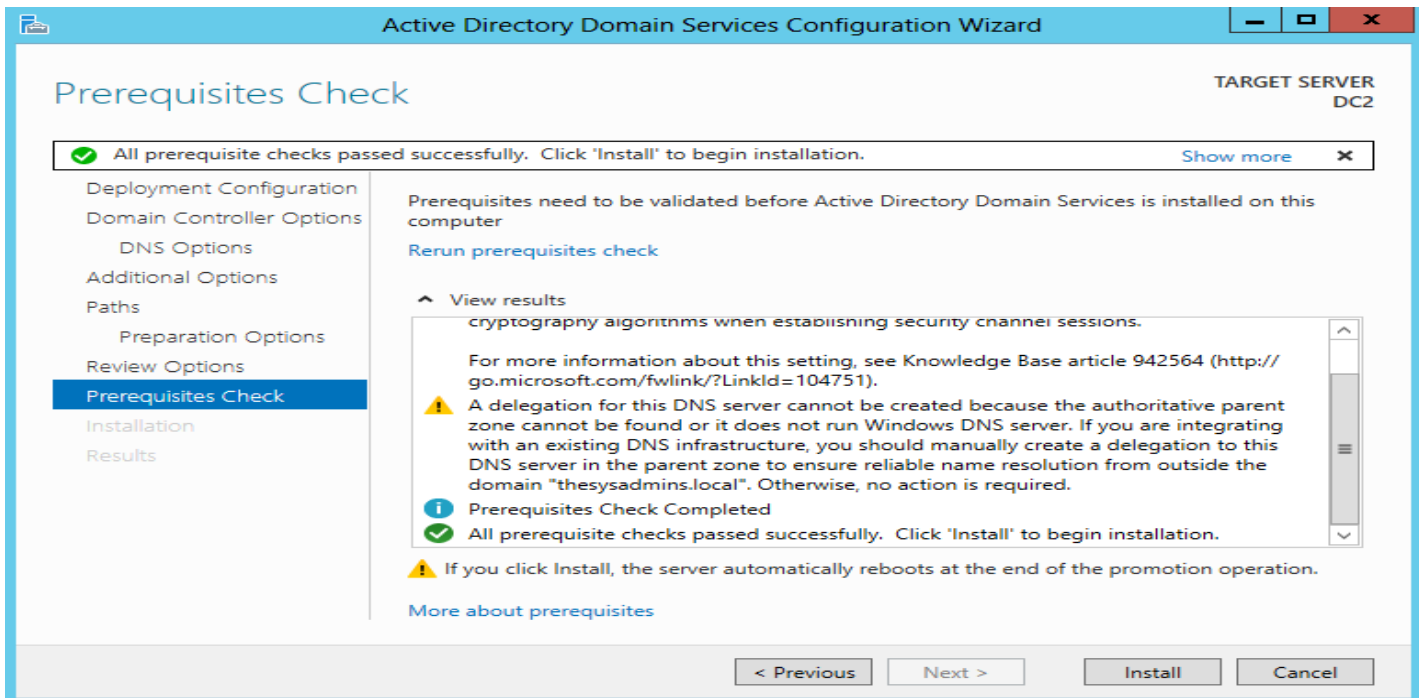 Active Directory Domain Services Configuration Wizard
Prerequisites Check
TARGET SERVER
DC2
All prerequisite checks passed successfully. Click 'Install' to begin installation.
Show more
Deployment Configuration
Domain Controller Options
DNS Options
Additional Options
Paths
Preparation Options
Review Options
Prerequisites Check
Installation
Results
Prerequisites need to be validated before Active Directory Domain Services is installed on this
computer
Rerun prerequisites check
View results
cryptography algorithms when establishing security channel sessions.
For more information about this setting, see Knowledge Base article 942564 (http://
go.microsoft.com/fwlink/?LinkId=104751).
A delegation for this DNS server cannot be created because the authoritative parent
zone cannot be found or it does not run Windows DNS server. If you are integrating
with an existing DNS infrastructure, you should manually create a delegation to this
DNS server in the parent zone to ensure reliable name resolution from outside the
domain "thesysadmins.local". Otherwise, no action is required.
Prerequisites Check Completed
All prerequisite checks passed successfully. Click 'Install' to begin installation.
If you click Install, the server automatically reboots at the end of the promotion operation.
More about prerequisites
< Previous
Next >
Install
Cancel